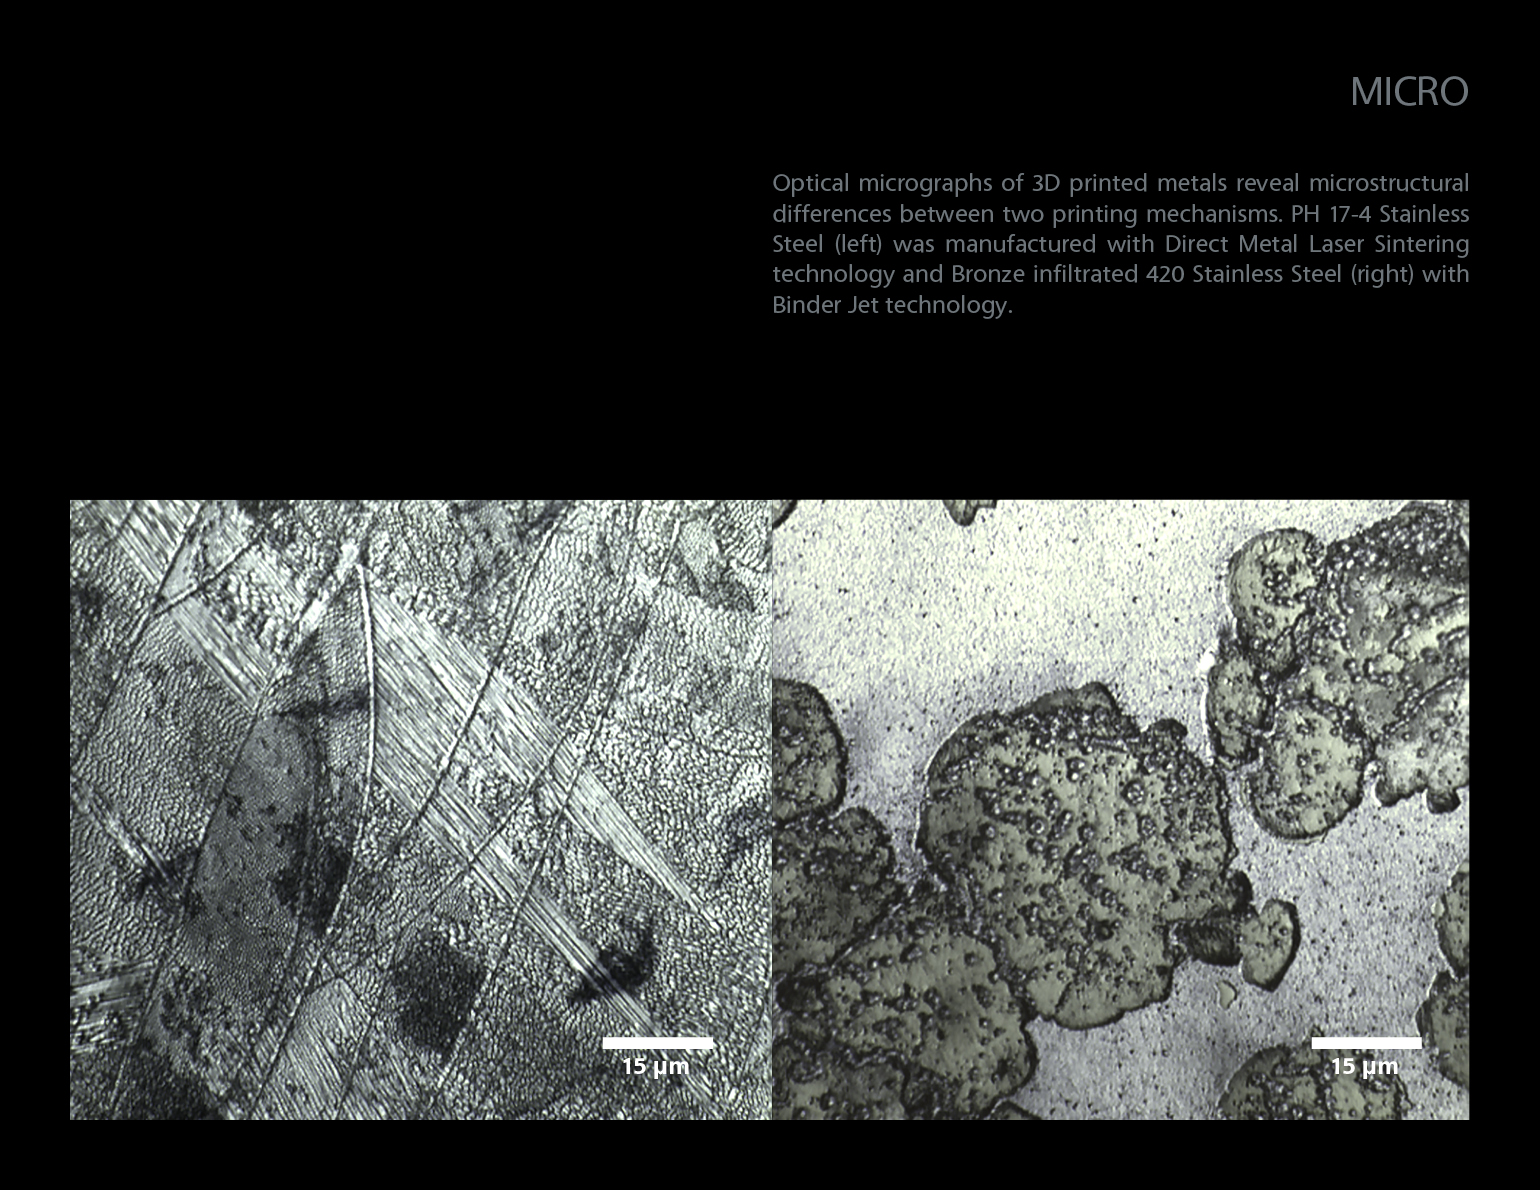 MICRO
Optical micrographs of 3D printed metals reveal microstructural
differences between two printing mechanisms. PH 17-4 Stainless
Steel (left) was manufactured with Direct Metal Laser Sintering
technology and Bronze infiltrated 420 Stainless Steel (right) with
Binder Jet technology.
15 µm
15 µm